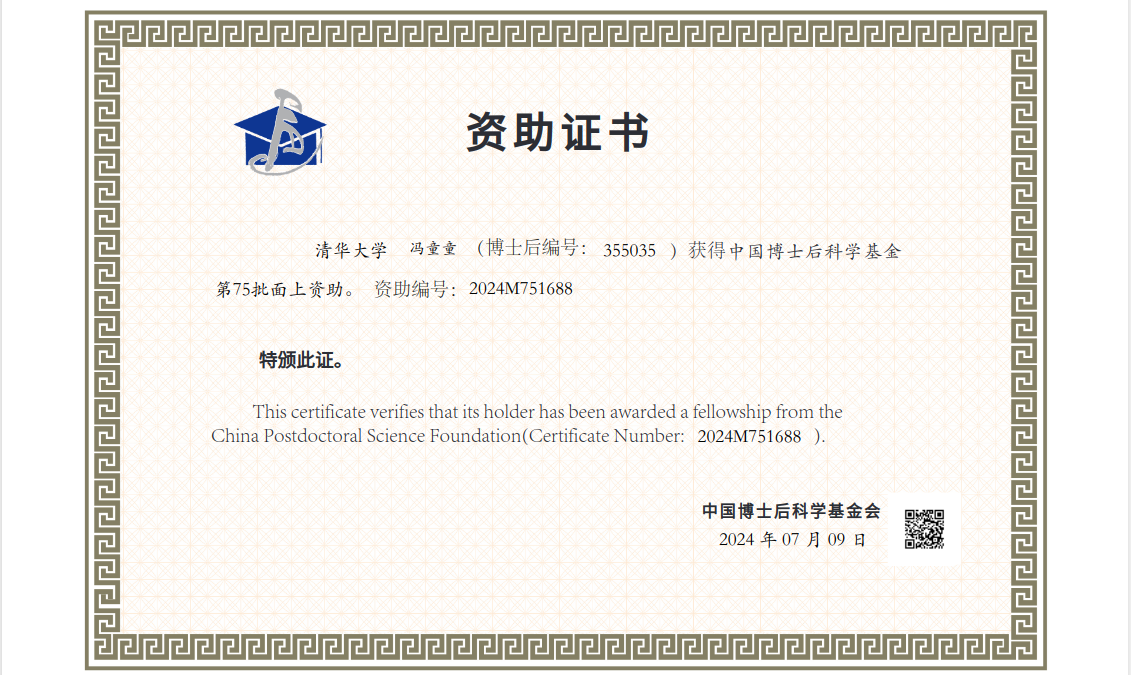 资助证书
清华大学 冯童童 （博士后编号： 355035 ）获得中国博士后科学基金
第75批面上资助。 资助编号： 2024M751688
特颁此证。
This certificate verifies that its holder has been awarded a fellowship from the
China Postdoctoral Science Foundation(Certificate Number: 2024M751688 ).
中国博士后科学基金会
2024 年 07 月 09 日